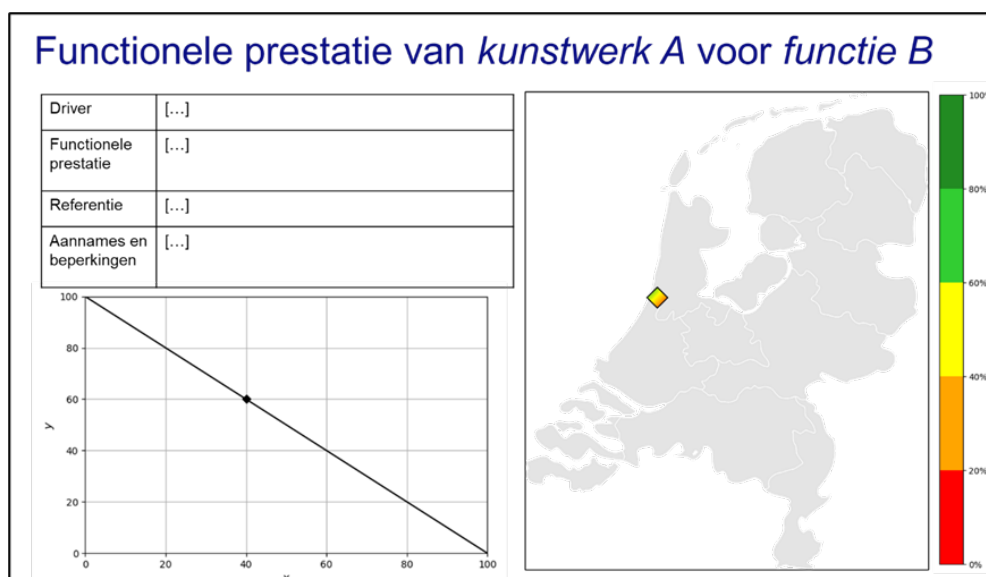 Functionele prestatie van kunstwerk A voor functie B
Driver […]
Functionele […]
prestatie
Referentie […]
Aannames en […]
beperkingen
100
80
60
40
20
0
y
0 20 40 60 80 100
100%
80%
60%
40%
20%
0%